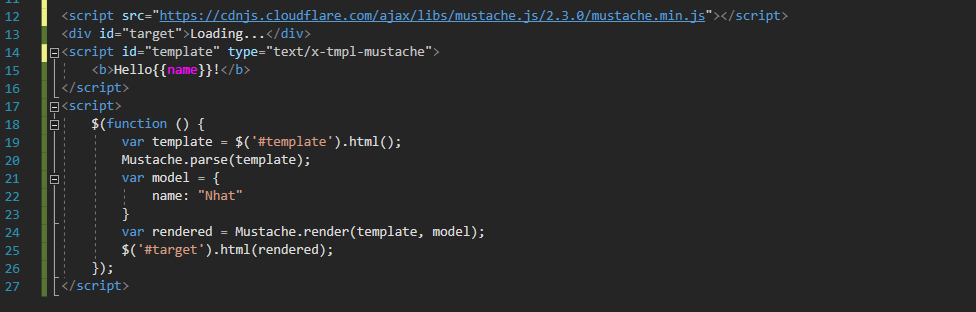 11
12 <script src="https://cdnjs.cloudflare.com/ajax/libs/mustache.js/2.3.0/mustache.min.js"></script>
13 <div id="target">Loading...</div>
14 <script id="template" type="text/x-tmpl-mustache">
15     <b>Hello{{name}}!</b>
16 </script>
17 <script>
18     $(function () {
19         var template = $('#template').html();
20         Mustache.parse(template);
21         var model = {
22             name: "Nhat"
23         }
24         var rendered = Mustache.render(template, model);
25         $('#target').html(rendered);
26     });
27 </script>